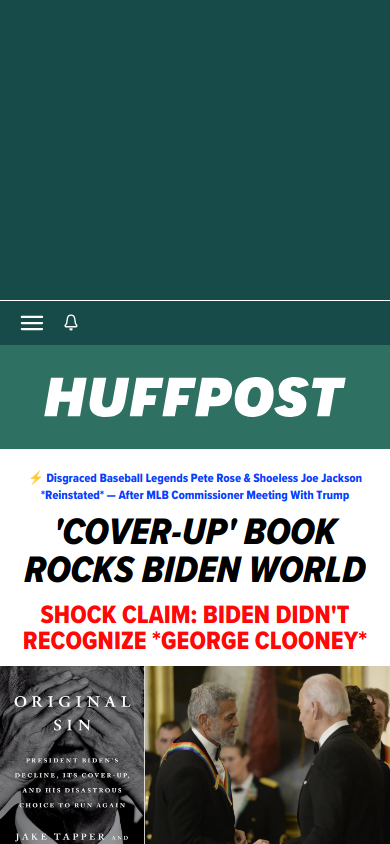 HUFFPOST
⚡ Disgraced Baseball Legends Pete Rose & Shoeless Joe Jackson
*Reinstated* — After MLB Commissioner Meeting With Trump
'COVER-UP' BOOK
ROCKS BIDEN WORLD
SHOCK CLAIM: BIDEN DIDN'T
RECOGNIZE *GEORGE CLOONEY*
ORIGINAL
SIN
PRESIDENT BIDEN'S
DECLINE, ITS COVER-UP,
AND HIS DISASTROUS
CHOICE TO RUN AGAIN
JAKE TAPPER AND